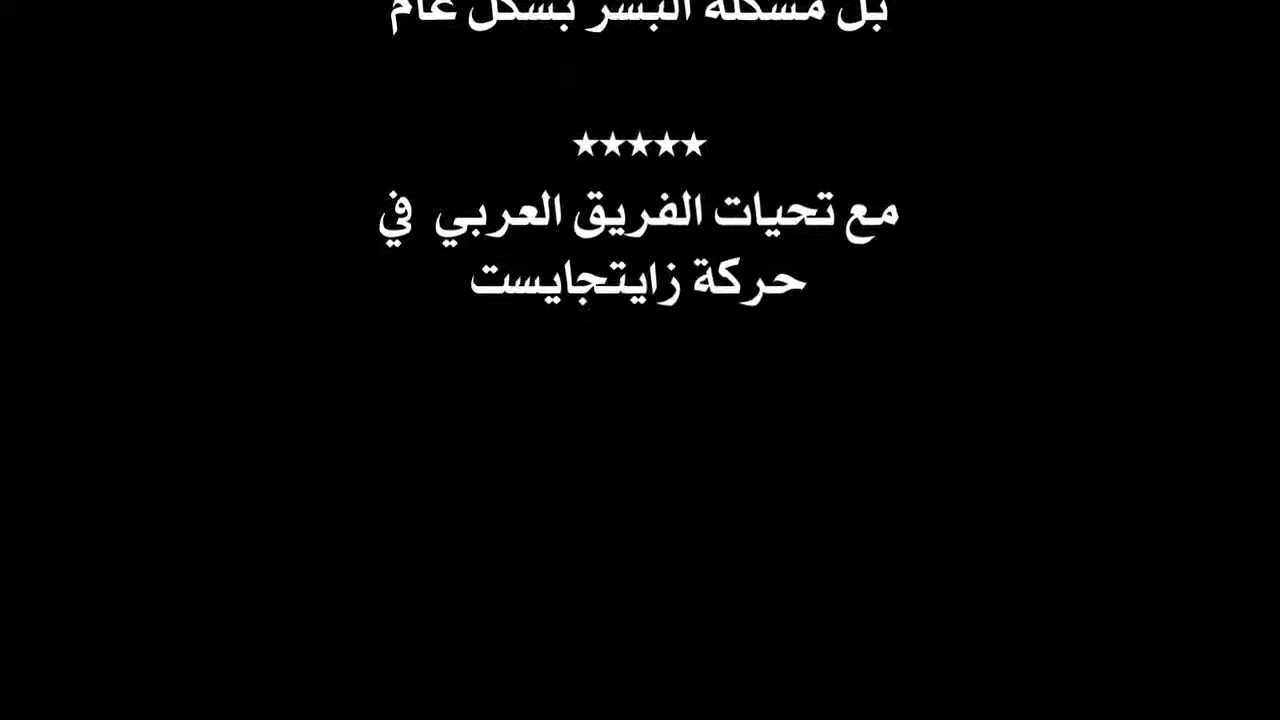 بل مشكلة البشر بشكل عام
★★★★★
مع تحيات الفريق العربي في
حركة زايتجايست